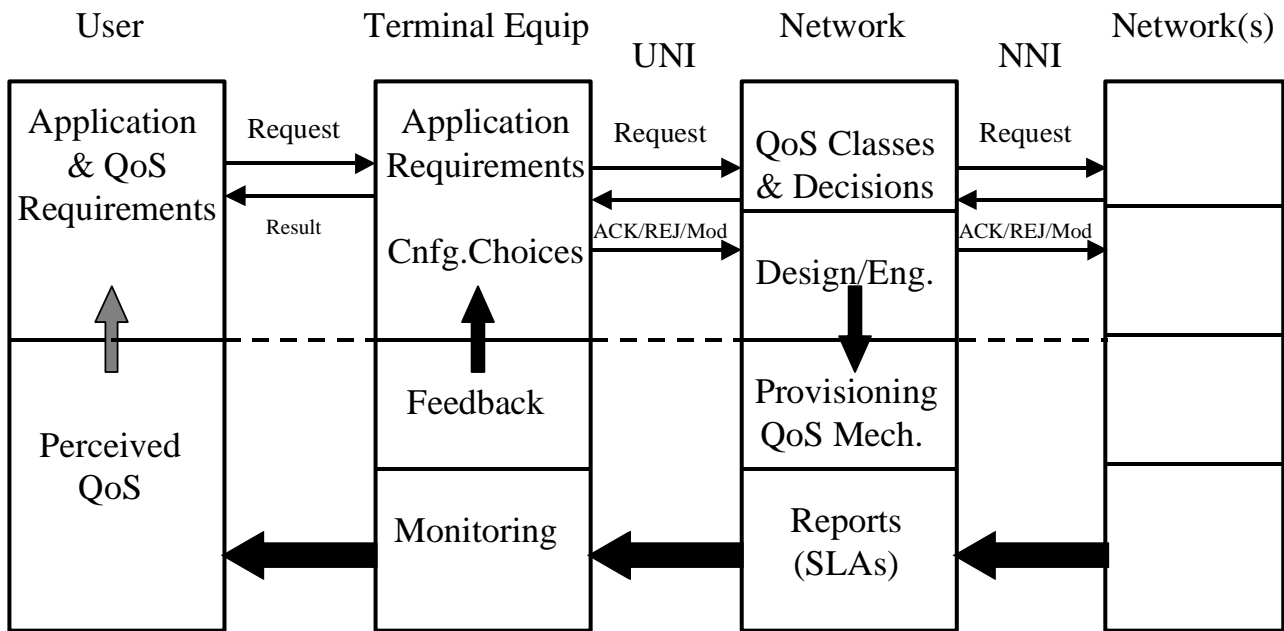 User
Terminal Equip
UNI
Network
NNI
Network(s)
Application
& QoS
Requirements
Request
Result
Application
Requirements
Cnfg.Choices
Request
ACK/REJ/Mod
QoS Classes
& Decisions
Design/Eng.
Request
ACK/REJ/Mod
Perceived
QoS
Feedback
Monitoring
Provisioning
QoS Mech.
Reports
(SLAs)